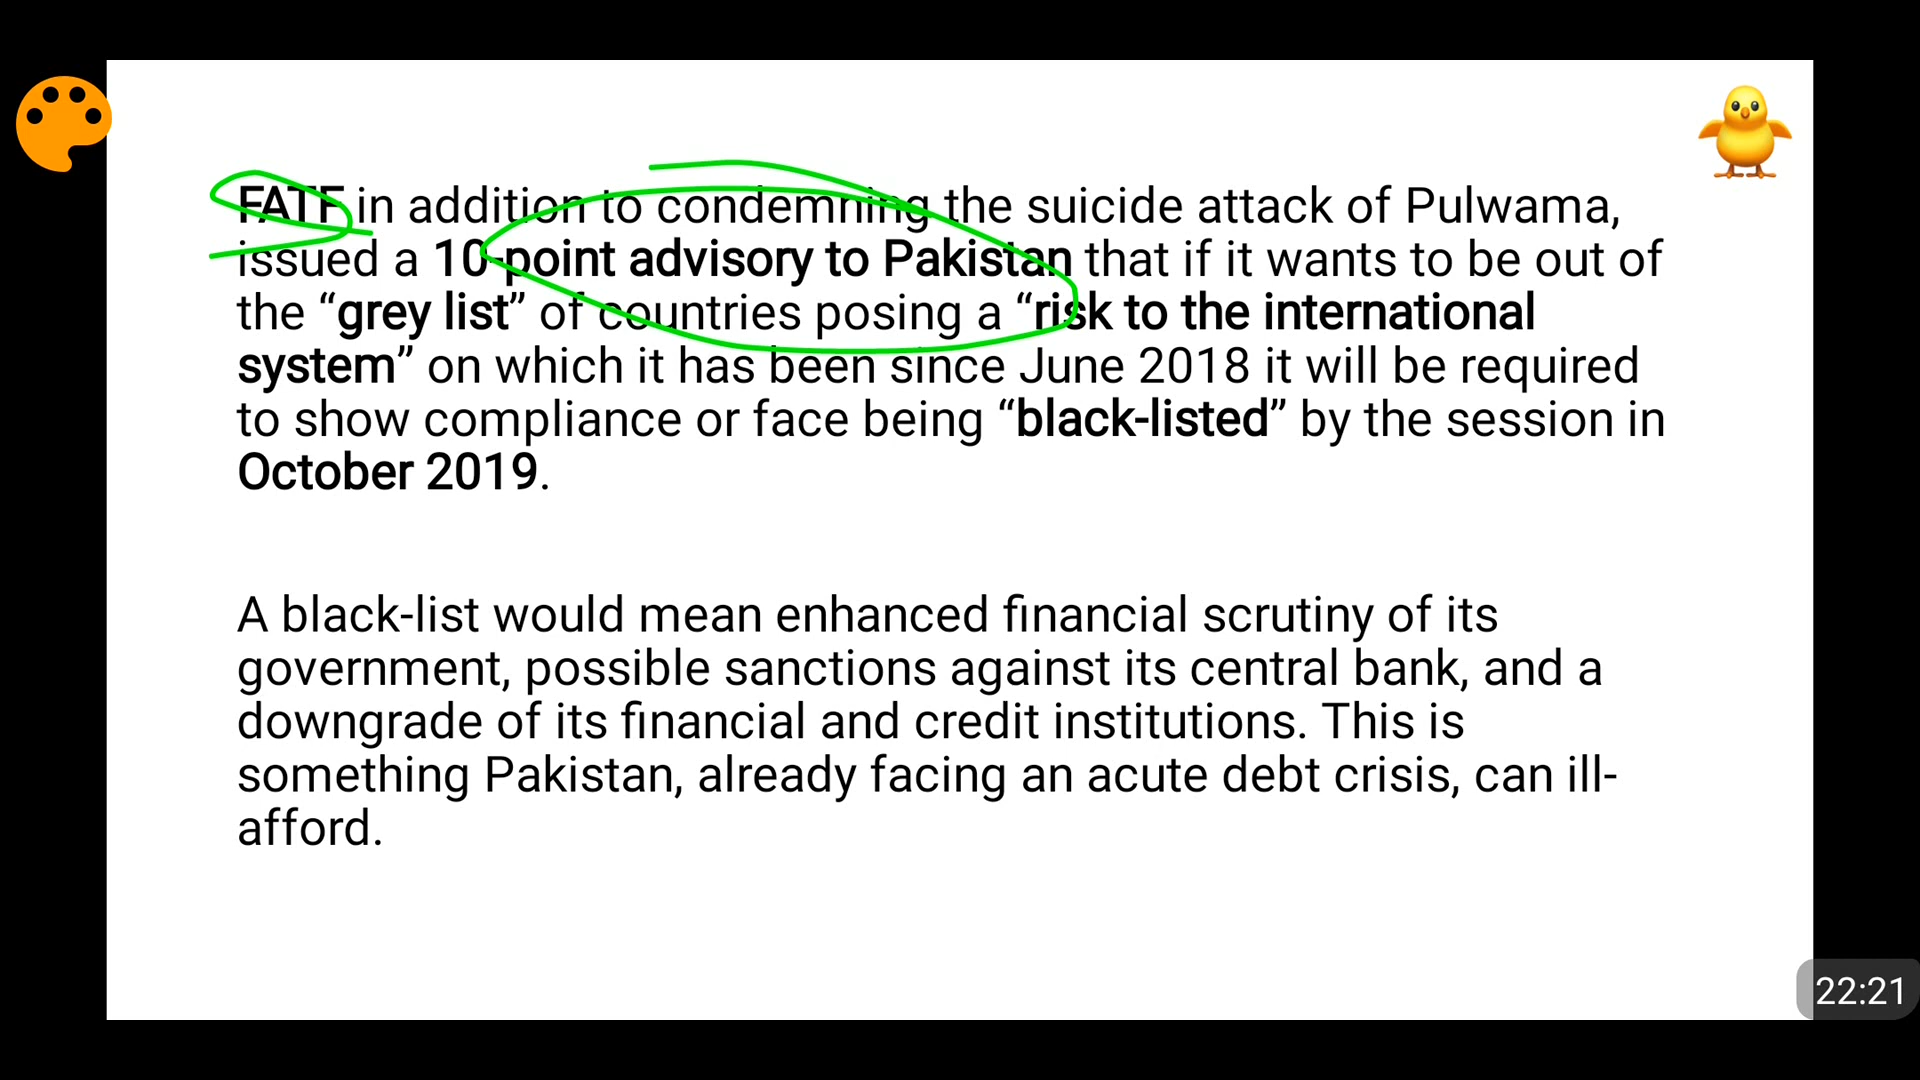 FATF in addition to condemning the suicide attack of Pulwama,
issued a 10-point advisory to Pakistan that if it wants to be out of
the “grey list” of countries posing a “risk to the international
system” on which it has been since June 2018 it will be required
to show compliance or face being “black-listed” by the session in
October 2019.
A black-list would mean enhanced financial scrutiny of its
government, possible sanctions against its central bank, and a
downgrade of its financial and credit institutions. This is
something Pakistan, already facing an acute debt crisis, can ill-
afford.
22:21